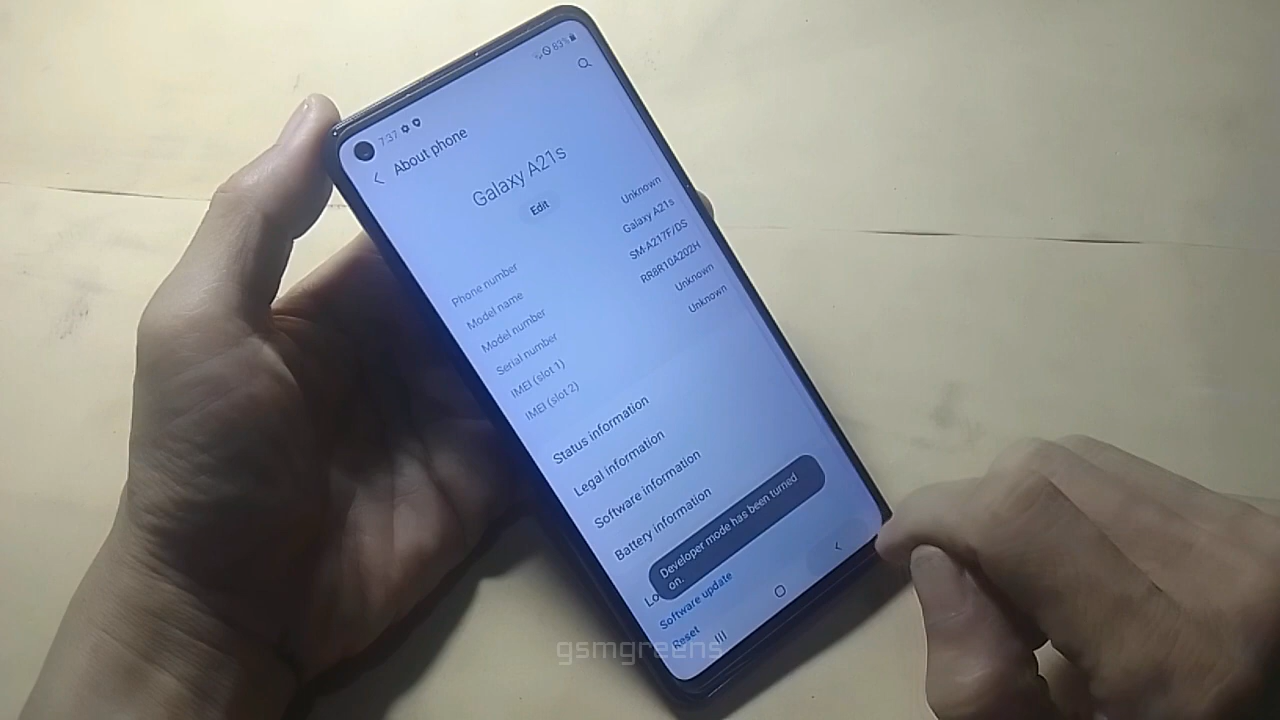 7:37
83%
About phone
Galaxy A21s
Edit
Phone number Unknown
Model name Galaxy A21s
Model number SM-A217F/DS
Serial number RR8R10A202H
IMEI (slot 1) Unknown
IMEI (slot 2) Unknown
Status information
Legal information
Software information
Battery information
Developer mode has been turned
on.
Lo
Software update
Reset
gsmgreens